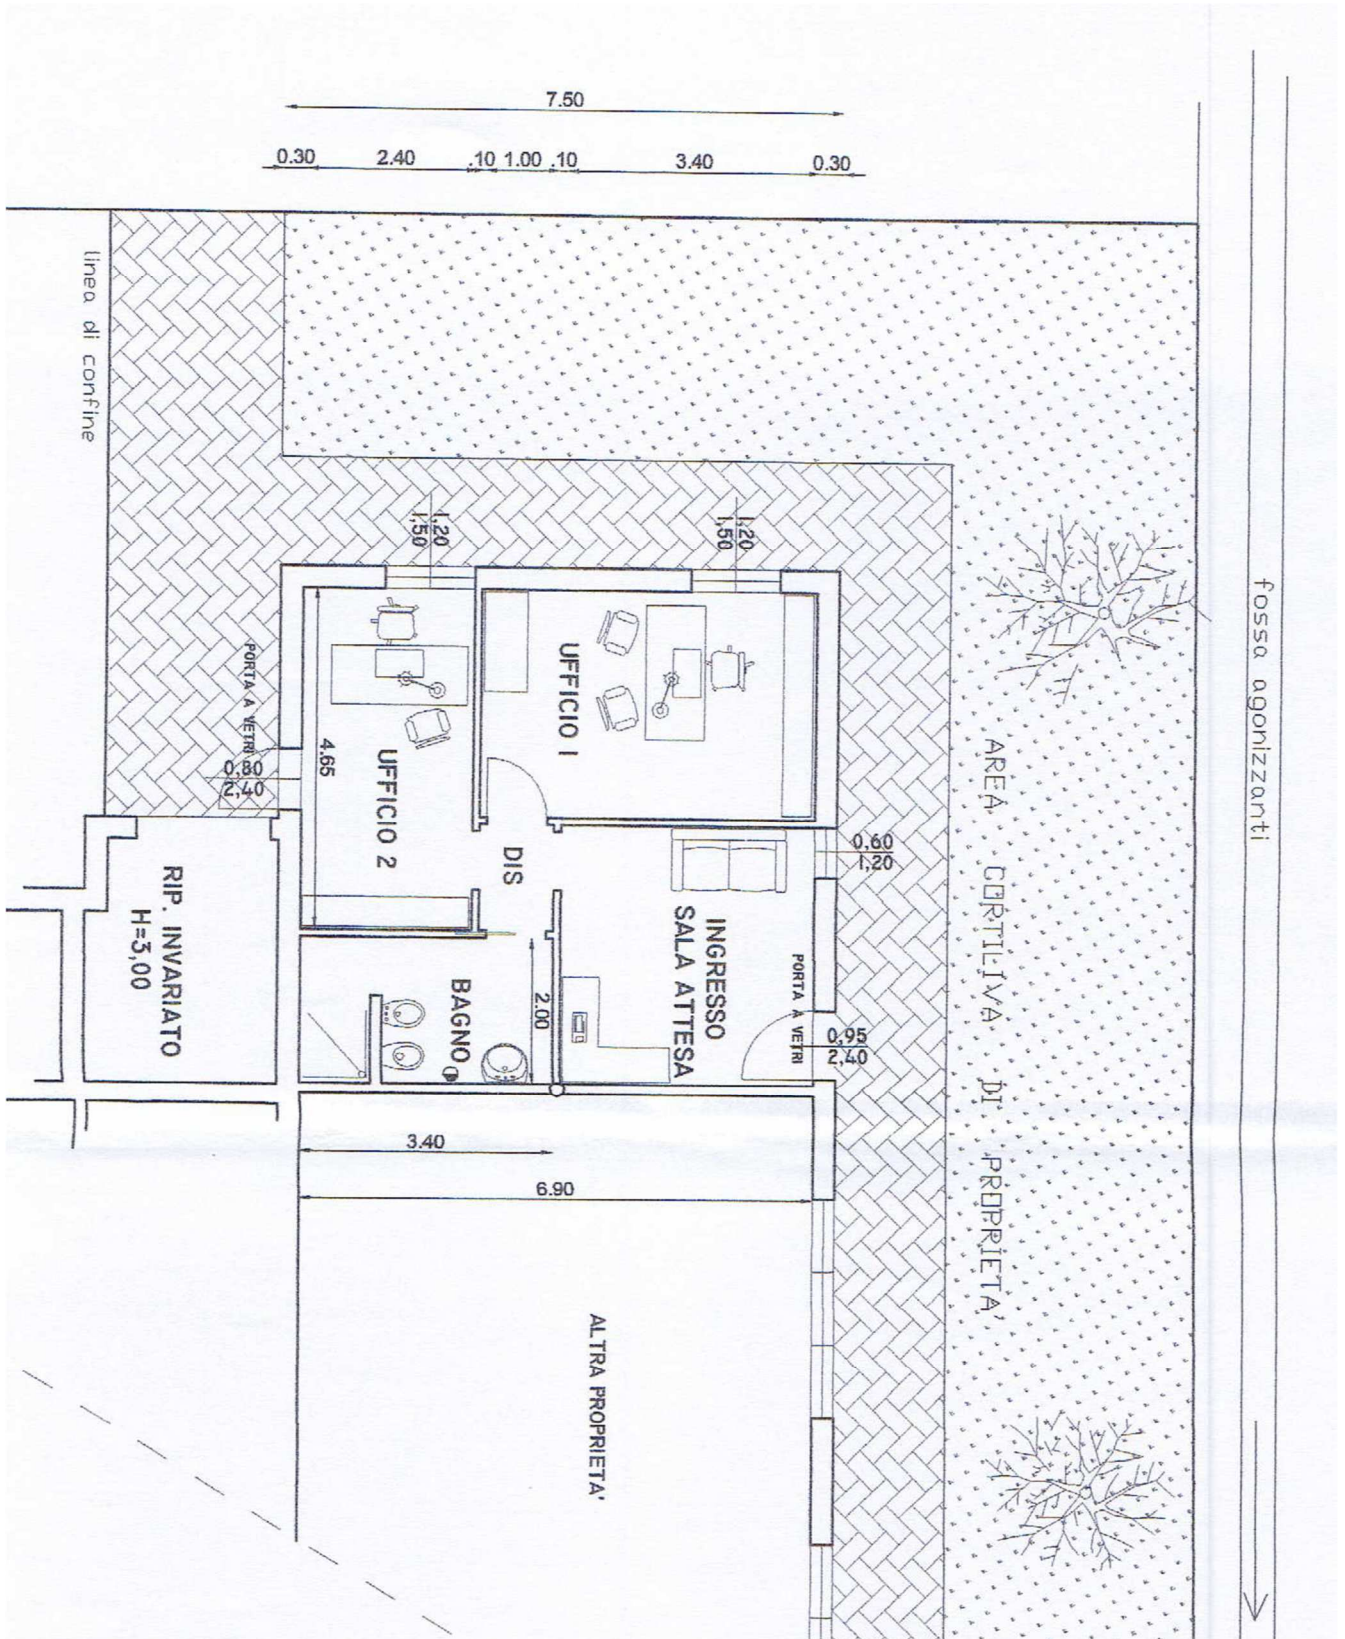 7.50
0.30 2.40 .10 1.00 .10 3.40 0.30
linea di confine
fossa agonizzanti
1,20
1,50
1,20
1,50
UFFICIO 1
UFFICIO 2
4.65
PORTA A VETRI
0,80
2,40
DIS
0,60
1,20
INGRESSO
SALA ATTESA
PORTA A VETRI
0,95
2,40
AREA CORTILIVA DI PROPRIETA'
RIP. INVARIATO
H=3,00
BAGNO
2.00
3.40
6.90
ALTRA PROPRIETA'